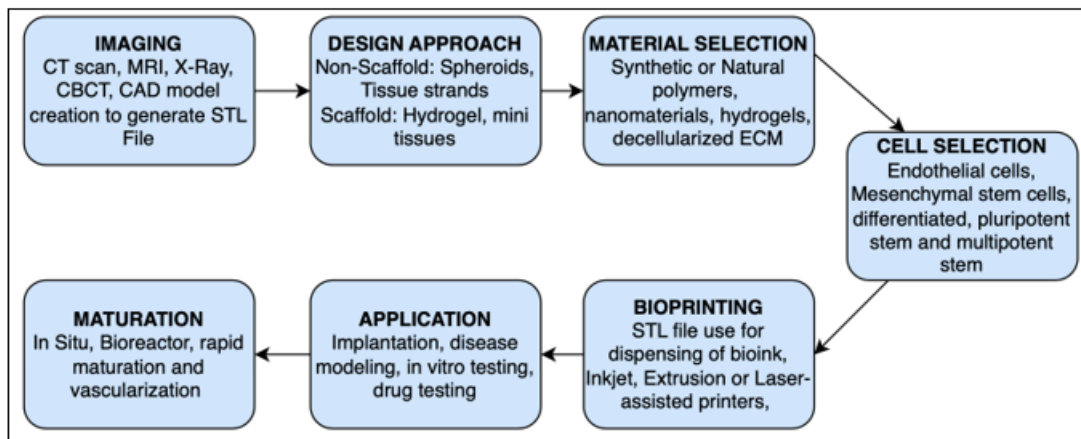 IMAGING
CT scan, MRI, X-Ray,
CBCT, CAD model
creation to generate STL
File
DESIGN APPROACH
Non-Scaffold: Spheroids,
Tissue strands
Scaffold: Hydrogel, mini
tissues
MATERIAL SELECTION
Synthetic or Natural
polymers,
nanomaterials, hydrogels,
decellularized ECM
CELL SELECTION
Endothelial cells,
Mesenchymal stem cells,
differentiated, pluripotent
stem and multipotent
stem
BIOPRINTING
STL file use for
dispensing of bioink,
Inkjet, Extrusion or Laser-
assisted printers,
APPLICATION
Implantation, disease
modeling, in vitro testing,
drug testing
MATURATION
In Situ, Bioreactor, rapid
maturation and
vascularization